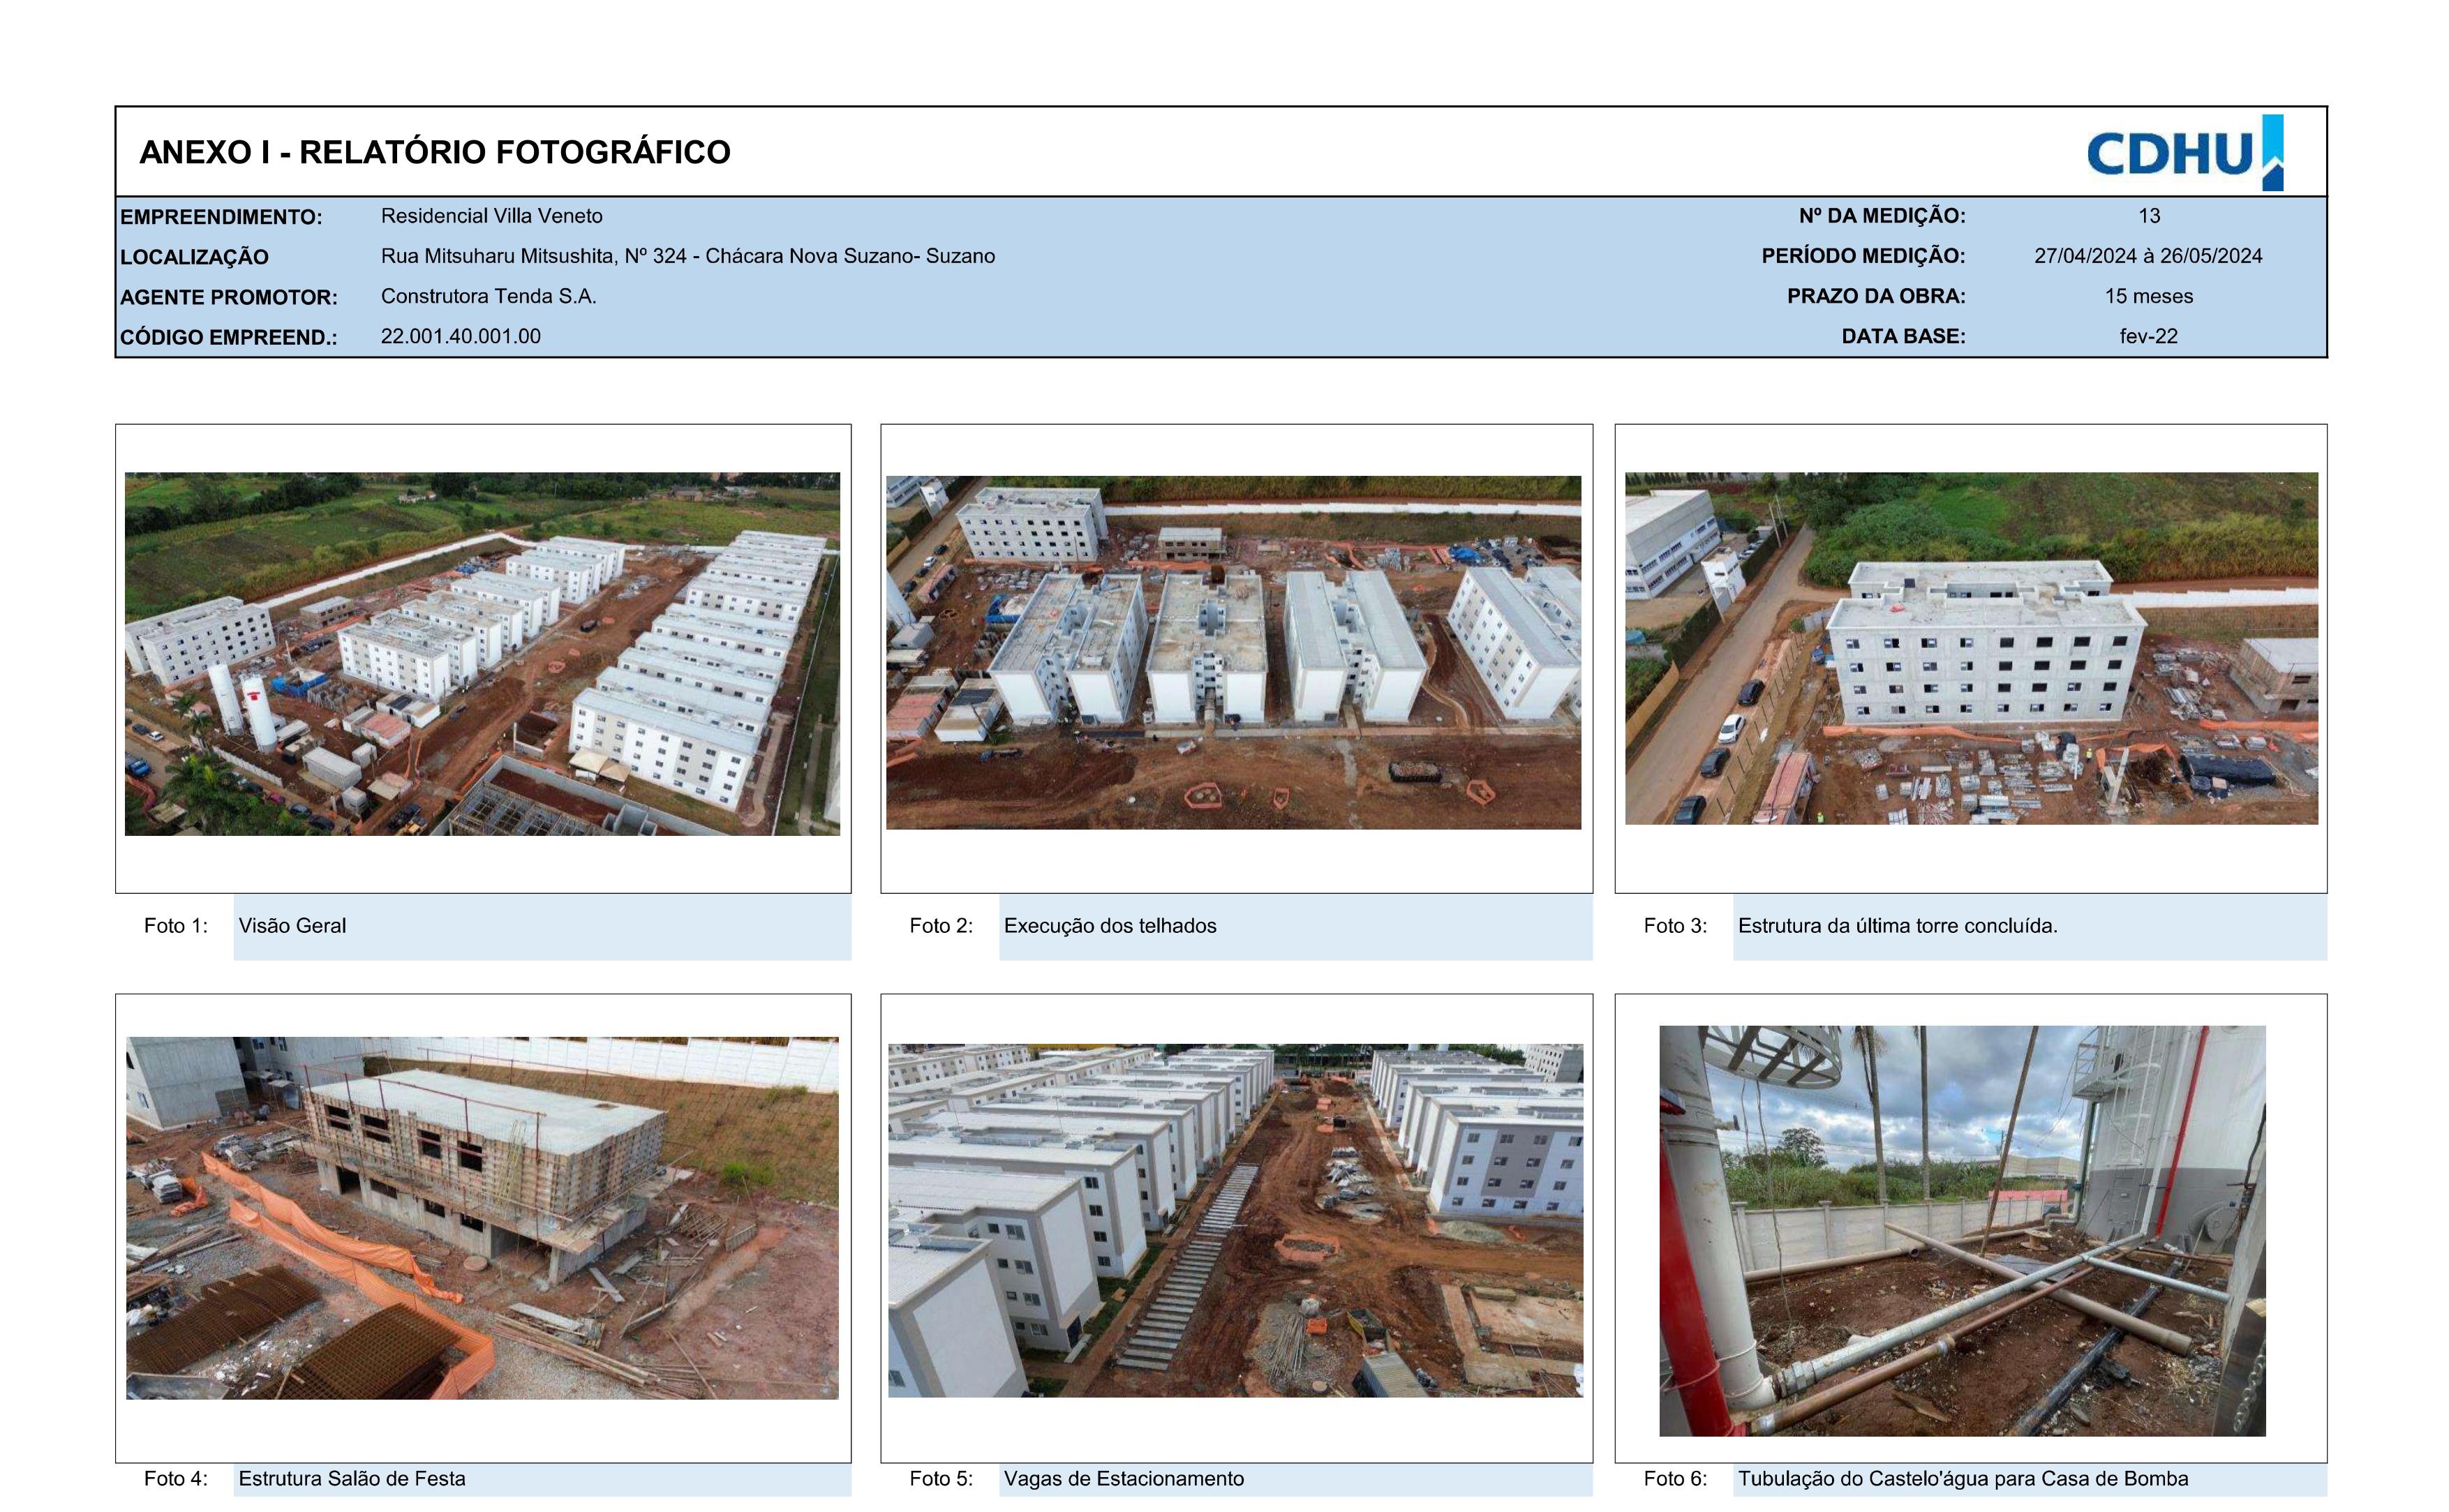 ANEXO I - RELATÓRIO FOTOGRÁFICO
CDHU
EMPREENDIMENTO: Residencial Villa Veneto Nº DA MEDIÇÃO: 13
LOCALIZAÇÃO Rua Mitsuharu Mitsushita, Nº 324 - Chácara Nova Suzano- Suzano PERÍODO MEDIÇÃO: 27/04/2024 à 26/05/2024
AGENTE PROMOTOR: Construtora Tenda S.A. PRAZO DA OBRA: 15 meses
CÓDIGO EMPREEND.: 22.001.40.001.00 DATA BASE: fev-22
Foto 1: Visão Geral Foto 2: Execução dos telhados Foto 3: Estrutura da última torre concluída.
Foto 4: Estrutura Salão de Festa Foto 5: Vagas de Estacionamento Foto 6: Tubulação do Castelo'água para Casa de Bomba